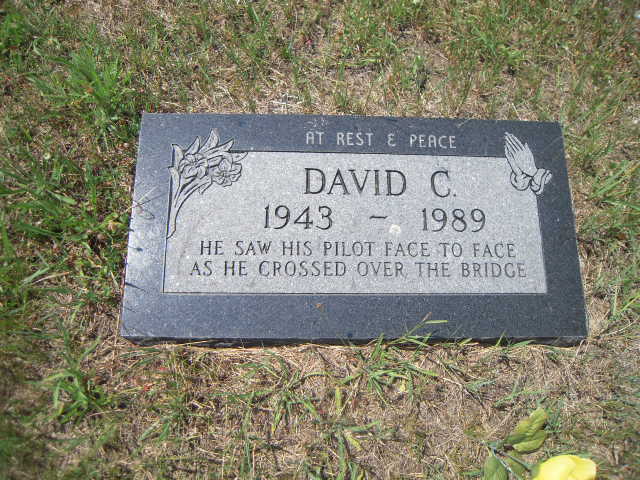 AT REST & PEACE
DAVID C.
1943 - 1989
HE SAW HIS PILOT FACE TO FACE
AS HE CROSSED OVER THE BRIDGE